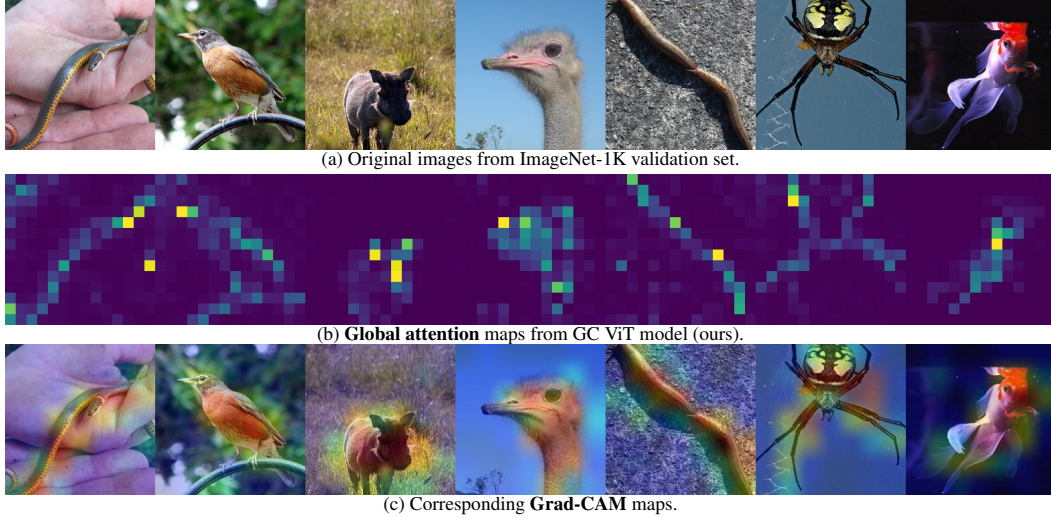 (a) Original images from ImageNet-1K validation set.
(b) Global attention maps from GC ViT model (ours).
(c) Corresponding Grad-CAM maps.